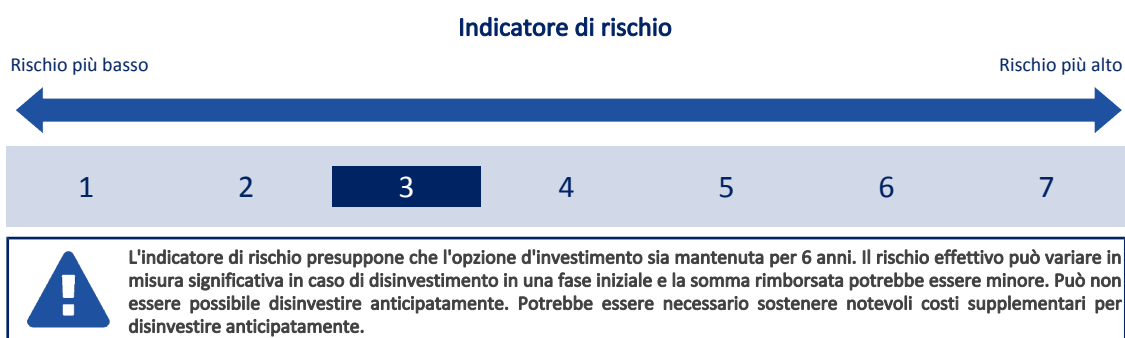 Indicatore di rischio
Rischio più basso
Rischio più alto
1 2 3 4 5 6 7
L'indicatore di rischio presuppone che l'opzione d'investimento sia mantenuta per 6 anni. Il rischio effettivo può variare in
misura significativa in caso di disinvestimento in una fase iniziale e la somma rimborsata potrebbe essere minore. Può non
essere possibile disinvestire anticipatamente. Potrebbe essere necessario sostenere notevoli costi supplementari per
disinvestire anticipatamente.